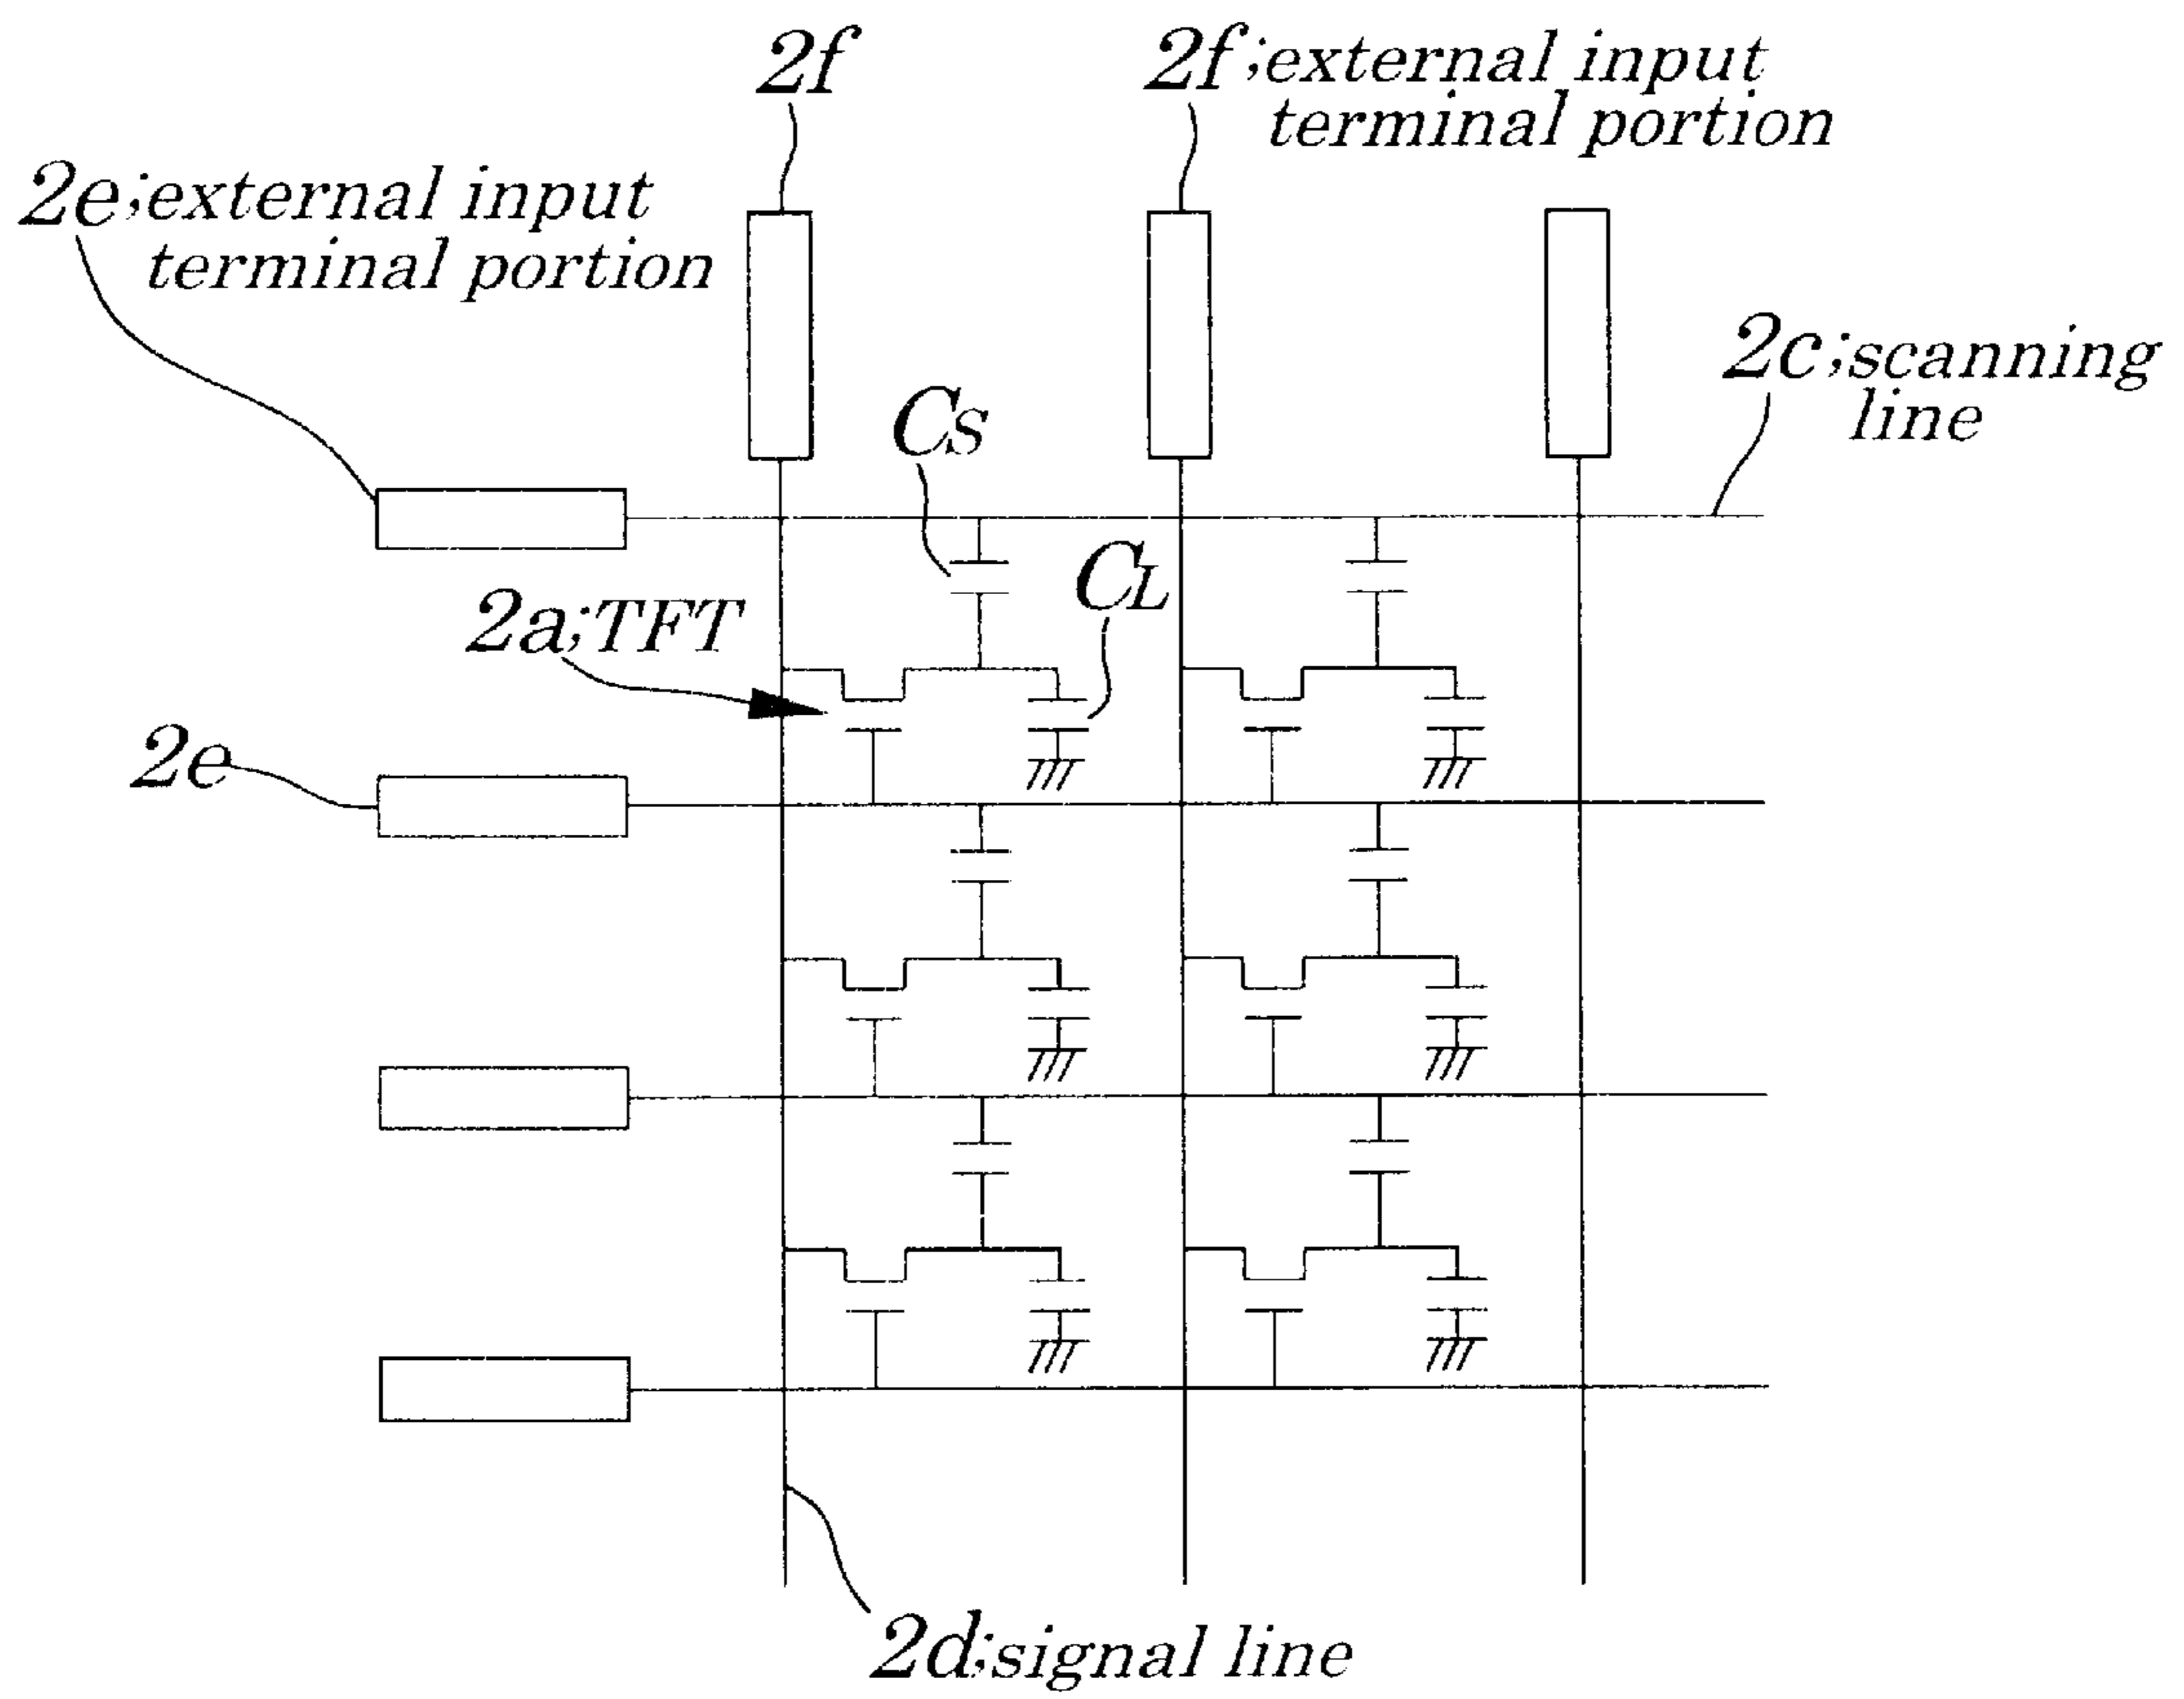 2f
2f;external input
terminal portion
2e;external input
terminal portion
2c;scanning
line
CS
CL
2a;TFT
2e
2d;signal line